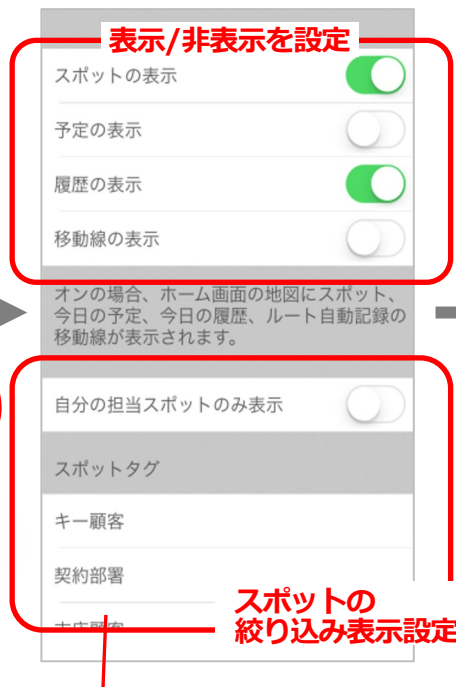 表示/非表示を設定
スポットの表示
予定の表示
履歴の表示
移動線の表示
オンの場合、ホーム画面の地図にスポット、
今日の予定、今日の履歴、ルート自動記録の
移動線が表示されます。
自分の担当スポットのみ表示
スポットタグ
キー顧客
契約部署
スポットの
絞り込み表示設定